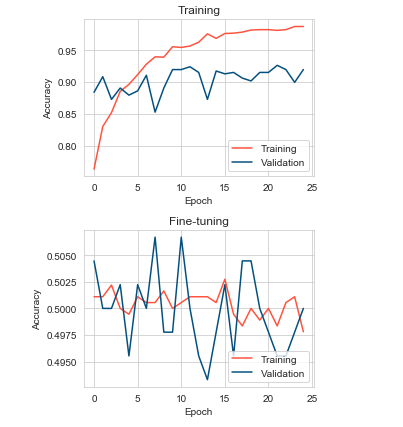 Training
0.95
0.90
0.85
0.80
Accuracy
Training
Validation
0 5 10 15 20 25
Epoch
Fine-tuning
0.5050
0.5025
0.5000
0.4975
0.4950
Accuracy
Training
Validation
0 5 10 15 20 25
Epoch